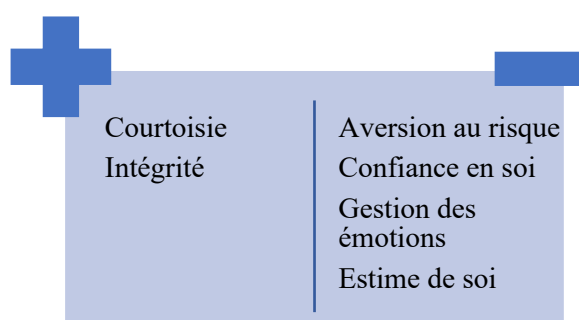 Courtoisie
Intégrité
Aversion au risque
Confiance en soi
Gestion des
émotions
Estime de soi